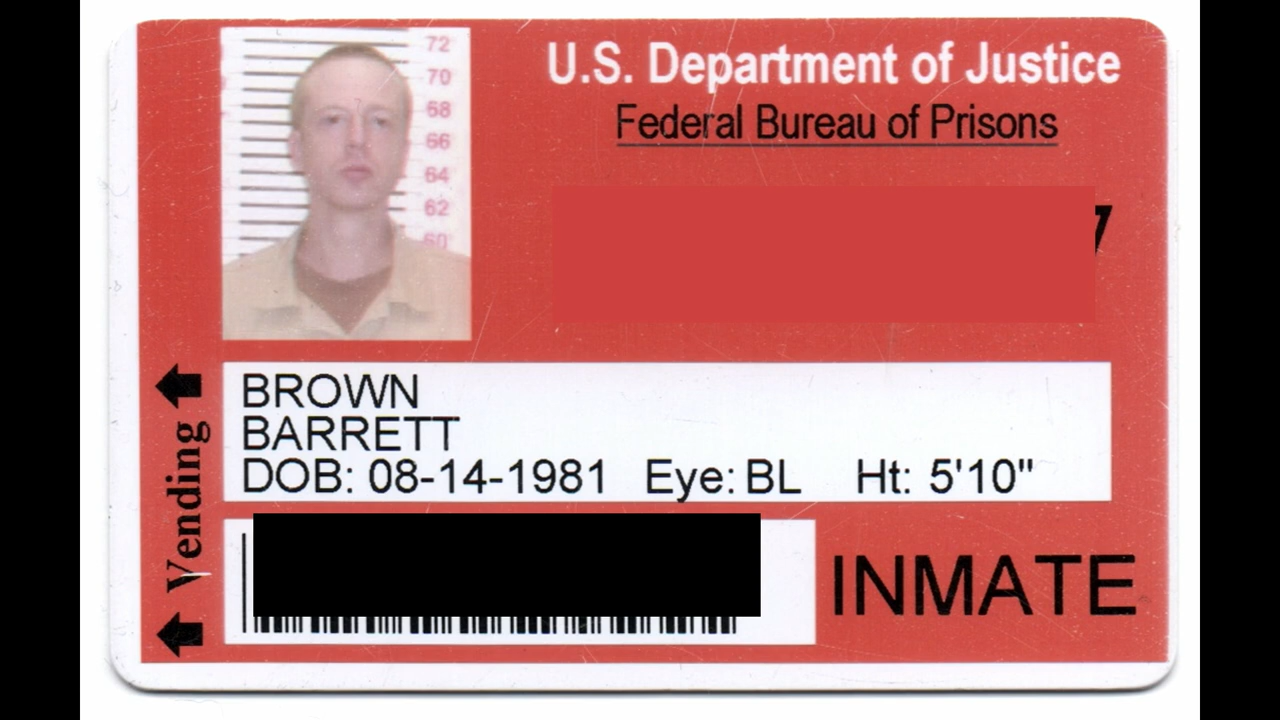 72
70
68
66
64
62
60
U.S. Department of Justice
Federal Bureau of Prisons
7
BROWN
BARRETT
DOB: 08-14-1981 Eye: BL Ht: 5'10"
Vending
INMATE